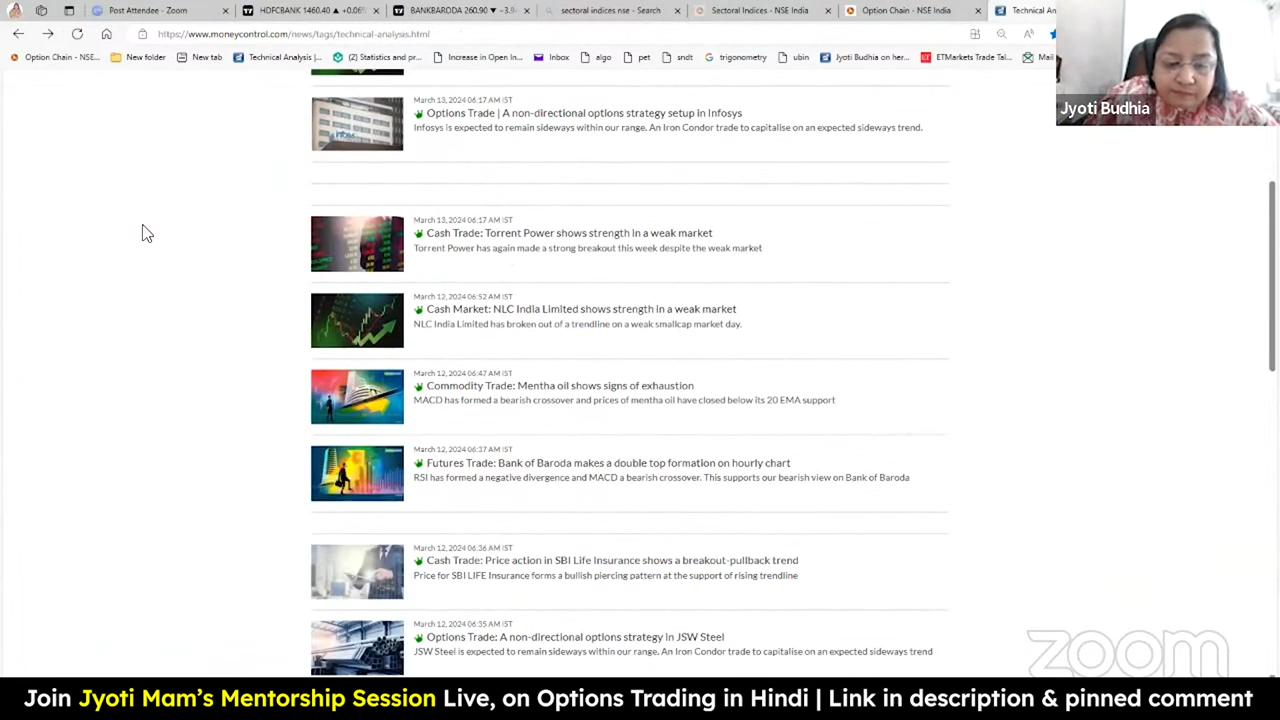 Post Attendee - Zoom
HDFCBANK 1460.40 ▲ +0.06%
BANKBARODA 260.90 ▼ −3.9
sectoral indices nse - Search
Sectoral Indices - NSE India
Option Chain - NSE India
Technical An
https://www.moneycontrol.com/news/tags/technical-analysis.html
Option Chain - NSE...
New folder
New tab
Technical Analysis |...
(2) Statistics and pr...
Increase in Open In...
Inbox
algo
pet
sndt
trigonometry
ubin
Jyoti Budhia on her...
ETMarkets Trade Tal...
Mail
Jyoti Budhia
March 13, 2024 06:17 AM IST
Options Trade | A non-directional options strategy setup in Infosys
Infosys is expected to remain sideways within our range. An Iron Condor trade to capitalise on an expected sideways trend.
March 13, 2024 06:17 AM IST
Cash Trade: Torrent Power shows strength in a weak market
Torrent Power has again made a strong breakout this week despite the weak market
March 12, 2024 06:52 AM IST
Cash Market: NLC India Limited shows strength in a weak market
NLC India Limited has broken out of a trendline on a weak smallcap market day.
March 12, 2024 06:47 AM IST
Commodity Trade: Mentha oil shows signs of exhaustion
MACD has formed a bearish crossover and prices of mentha oil have closed below its 20 EMA support
March 12, 2024 06:37 AM IST
Futures Trade: Bank of Baroda makes a double top formation on hourly chart
RSI has formed a negative divergence and MACD a bearish crossover. This supports our bearish view on Bank of Baroda
March 12, 2024 06:36 AM IST
Cash Trade: Price action in SBI Life Insurance shows a breakout-pullback trend
Price for SBI LIFE Insurance forms a bullish piercing pattern at the support of rising trendline
March 12, 2024 06:35 AM IST
Options Trade: A non-directional options strategy in JSW Steel
JSW Steel is expected to remain sideways within our range. An Iron Condor trade to capitalise on an expected sideways trend
zoom
Join Jyoti Mam's Mentorship Session Live, on Options Trading in Hindi | Link in description & pinned comment